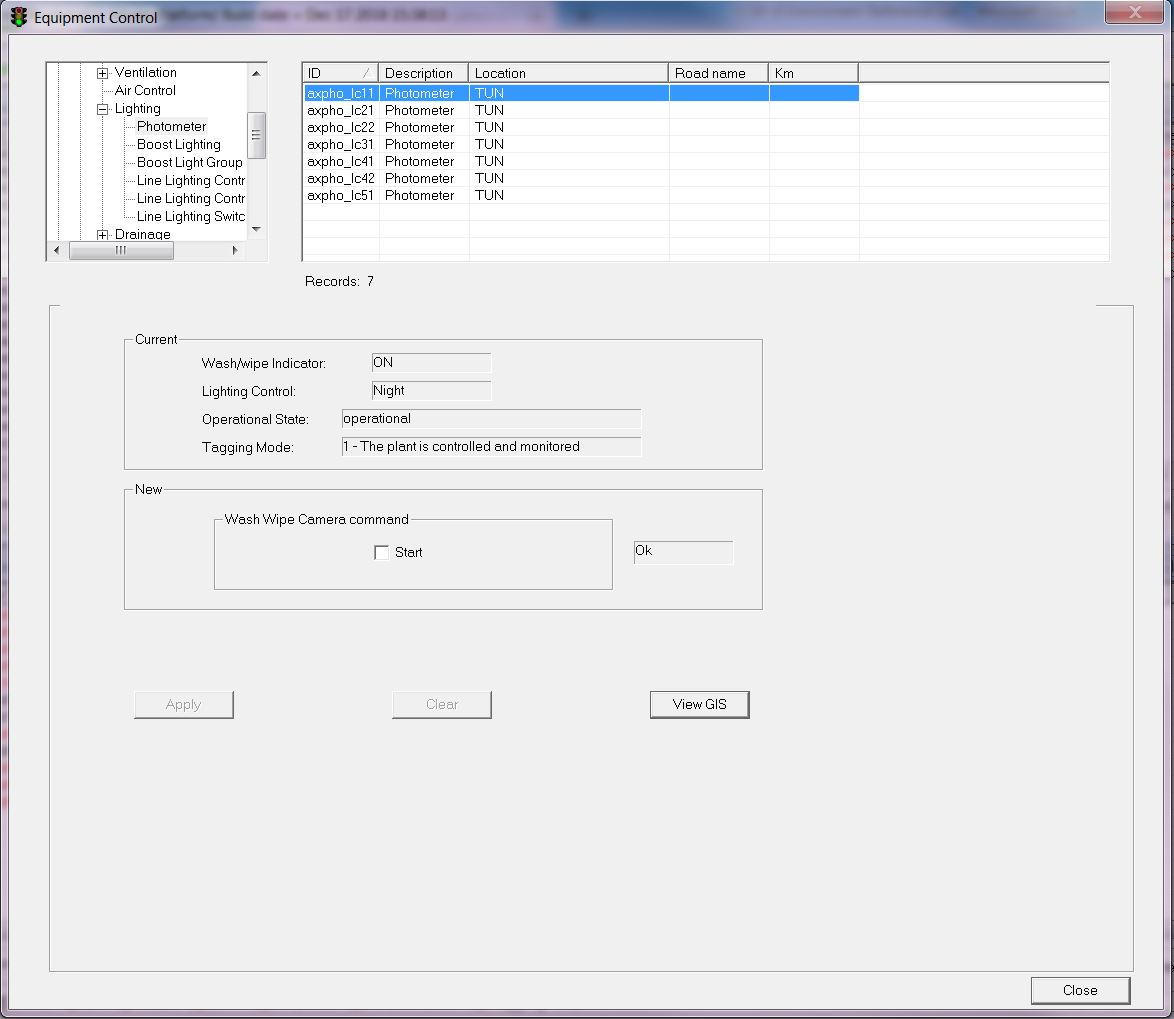 Equipment Control
Ventilation
Air Control
Lighting
Photometer
Boost Lighting
Boost Light Group
Line Lighting Contr
Line Lighting Contr
Line Lighting Switc
Drainage
ID Description Location Road name Km
axpho_lc11 Photometer TUN
axpho_lc21 Photometer TUN
axpho_lc22 Photometer TUN
axpho_lc31 Photometer TUN
axpho_lc41 Photometer TUN
axpho_lc42 Photometer TUN
axpho_lc51 Photometer TUN
Records: 7
Current
Wash/wipe Indicator: ON
Lighting Control: Night
Operational State: operational
Tagging Mode: 1 - The plant is controlled and monitored
New
Wash Wipe Camera command
Start
Ok
Apply Clear View GIS
Close